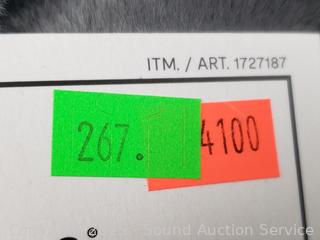 ITM. / ART. 1727187
267.
4100
Sound Auction Service